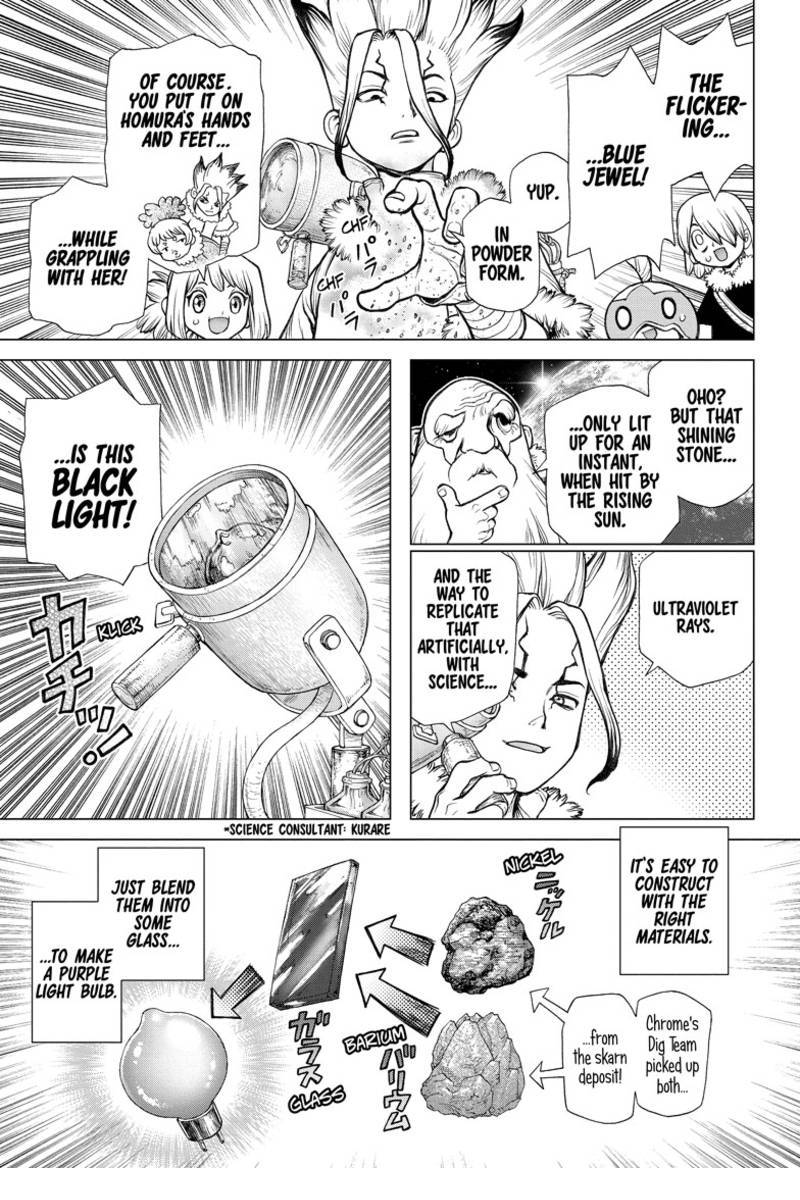 THE
FLICKER-
ING...
...BLUE
JEWEL!
YUP.
IN
POWDER
FORM.
CHF
パラ
CHF
パラ
OF COURSE.
YOU PUT IT ON
HOMURA'S HANDS
AND FEET...
...WHILE
GRAPPLING
WITH HER!
OHO?
BUT THAT
SHINING
STONE...
...ONLY LIT
UP FOR AN
INSTANT,
WHEN HIT BY
THE RISING
SUN.
ULTRAVIOLET
RAYS.
AND THE
WAY TO
REPLICATE
THAT
ARTIFICIALLY,
WITH
SCIENCE...
...IS THIS
BLACK
LIGHT!
KLICK
カチッ!
*SCIENCE CONSULTANT: KURARE
IT'S EASY TO
CONSTRUCT
WITH THE
RIGHT
MATERIALS.
NICKEL
ニッケル
Chrome's
Dig Team
picked up
both...
...from
the skarn
deposit!
BARIUM
バリウム
GLASS
ガラス
JUST BLEND
THEM INTO
SOME
GLASS...
...TO MAKE
A PURPLE
LIGHT BULB.